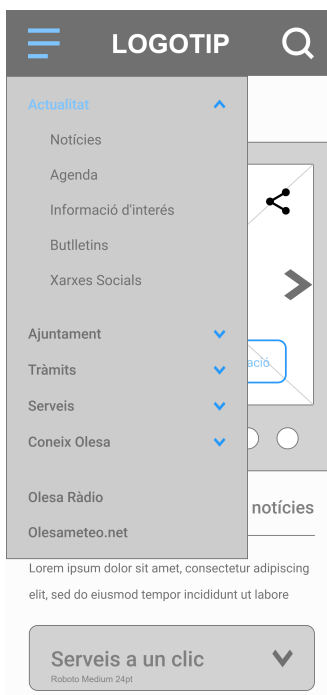 LOGOTIP
Actualitat
Notícies
Agenda
Informació d'interés
Butlletins
Xarxes Socials
Ajuntament
Tràmits
ació
Serveis
Coneix Olesa
Olesa Ràdio
notícies
Olesameteo.net
Lorem ipsum dolor sit amet, consectetur adipiscing
elit, sed do eiusmod tempor incididunt ut labore
Serveis a un clic
Roboto Medium 24pt